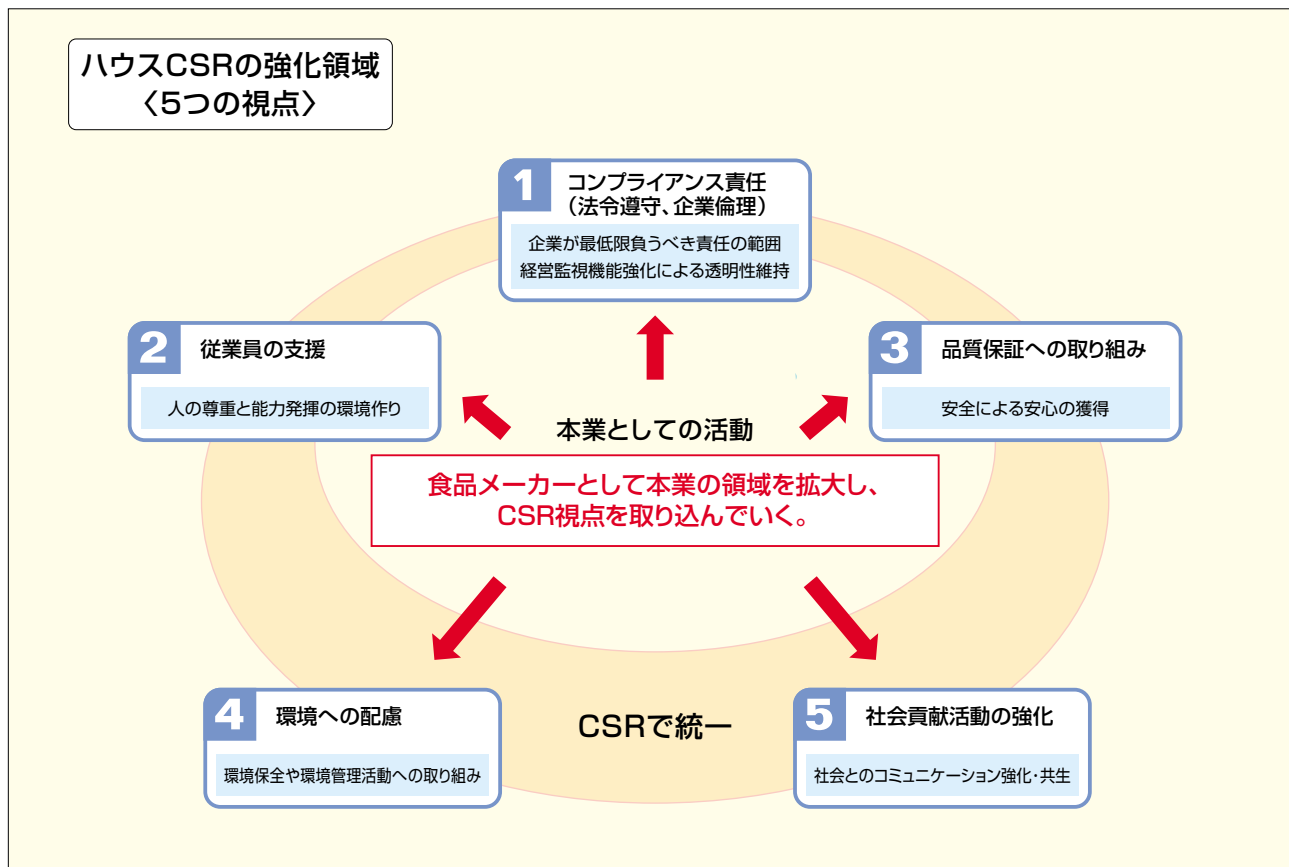 ハウスCSRの強化領域
〈5つの視点〉
1
コンプライアンス責任
（法令遵守、企業倫理）
企業が最低限負うべき責任の範囲
経営監視機能強化による透明性維持
2
従業員の支援
人の尊重と能力発揮の環境作り
3
品質保証への取り組み
安全による安心の獲得
本業としての活動
食品メーカーとして本業の領域を拡大し、
CSR視点を取り込んでいく。
4
環境への配慮
環境保全や環境管理活動への取り組み
CSRで統一
5
社会貢献活動の強化
社会とのコミュニケーション強化・共生